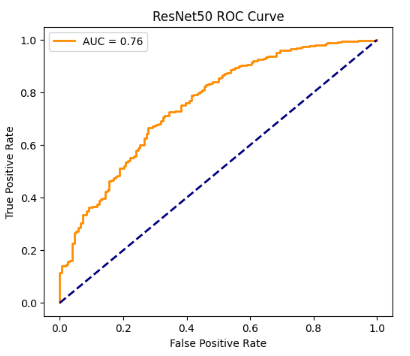 ResNet50 ROC Curve
AUC = 0.76
True Positive Rate
1.0
0.8
0.6
0.4
0.2
0.0
0.0 0.2 0.4 0.6 0.8 1.0
False Positive Rate